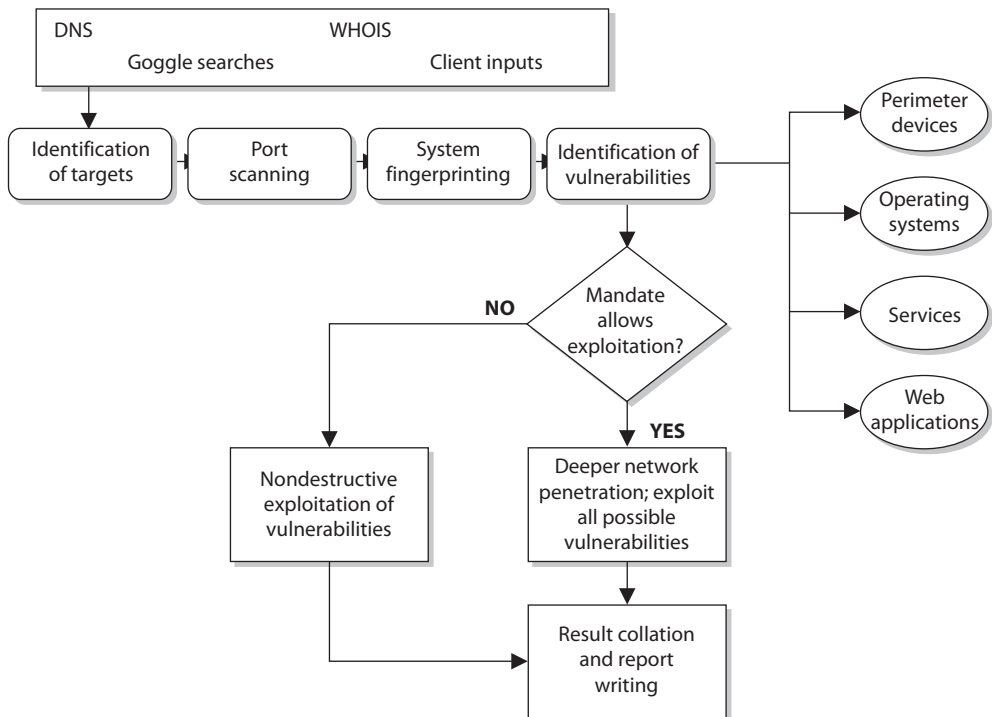 DNS
WHOIS
Goggle searches
Client inputs
Identification
of targets
Port
scanning
System
fingerprinting
Identification of
vulnerabilities
Perimeter
devices
Operating
systems
Services
Web
applications
Mandate
allows
exploitation?
NO
YES
Nondestructive
exploitation of
vulnerabilities
Deeper network
penetration; exploit
all possible
vulnerabilities
Result collation
and report
writing